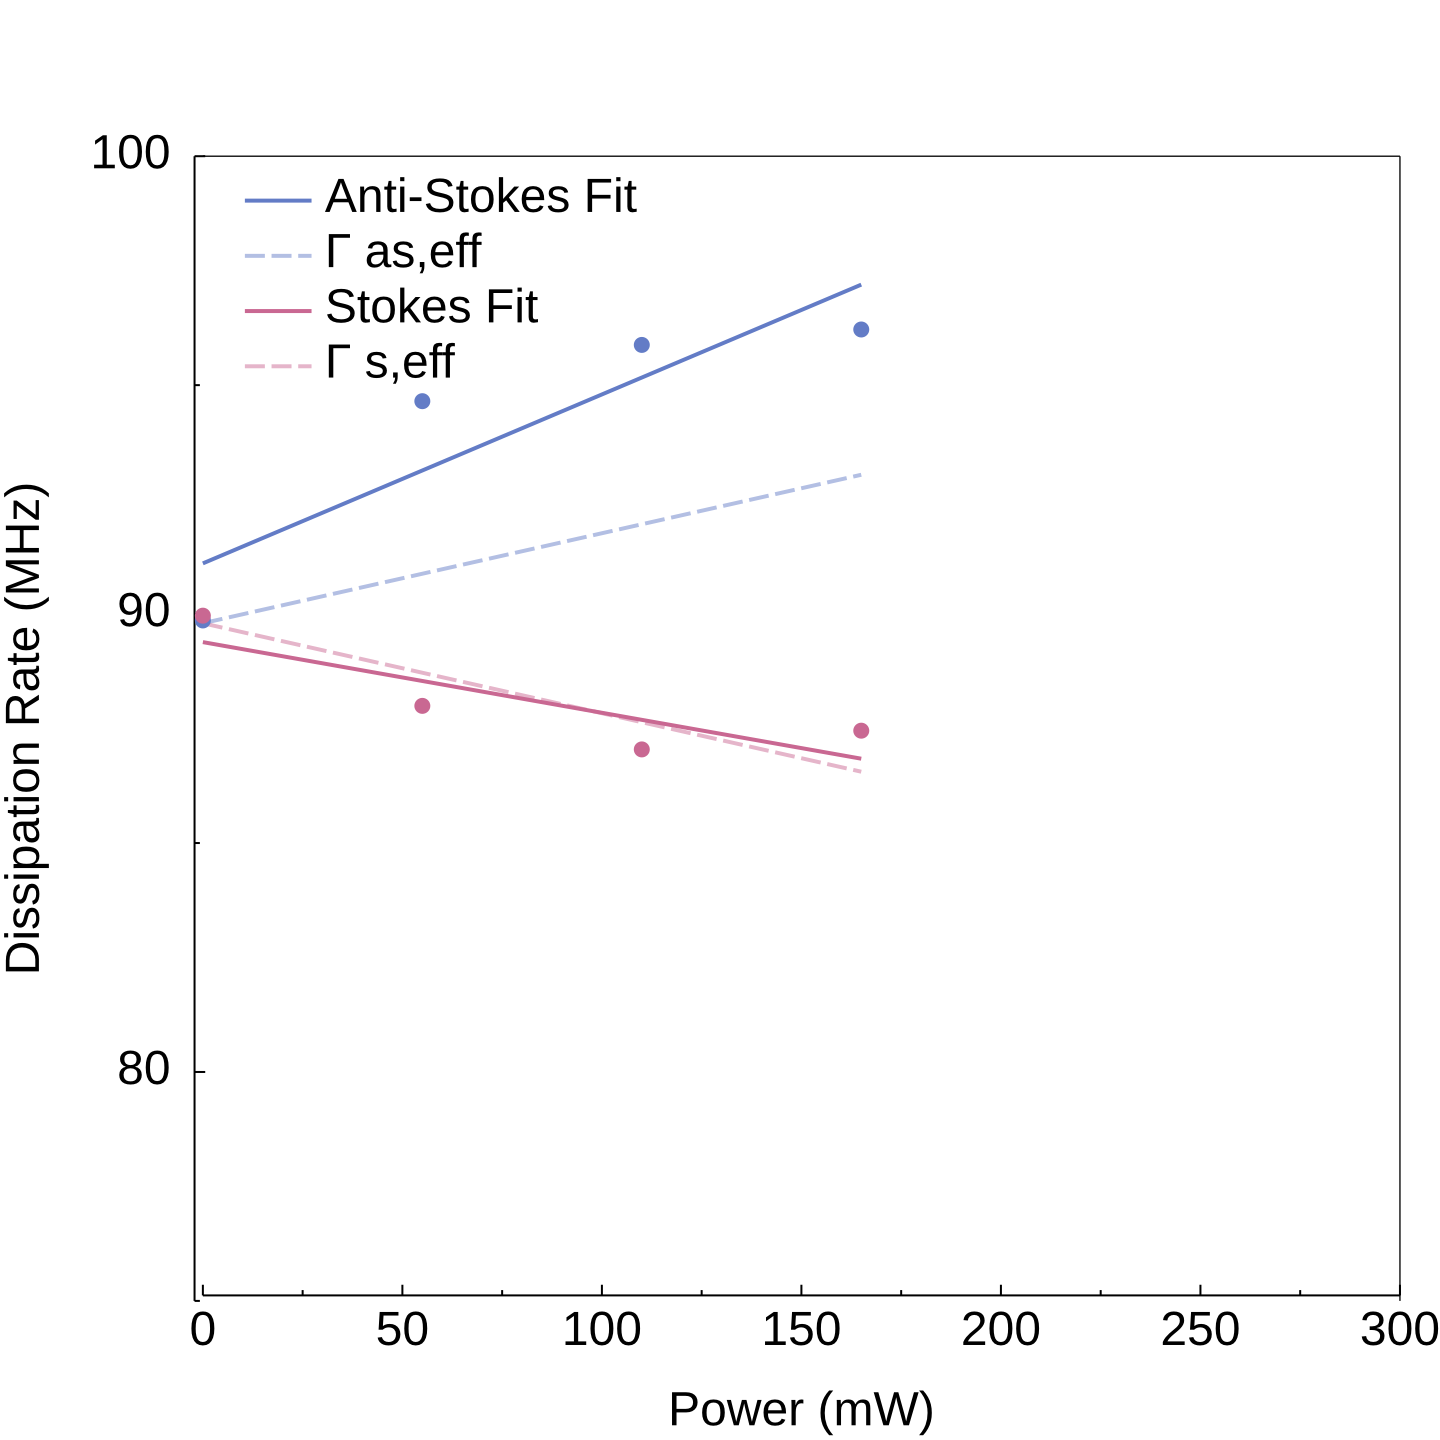 100
Anti-Stokes Fit
Γ as,eff
Stokes Fit
Γ s,eff
Dissipation Rate (MHz)
90
80
0 50 100 150 200 250 300
Power (mW)